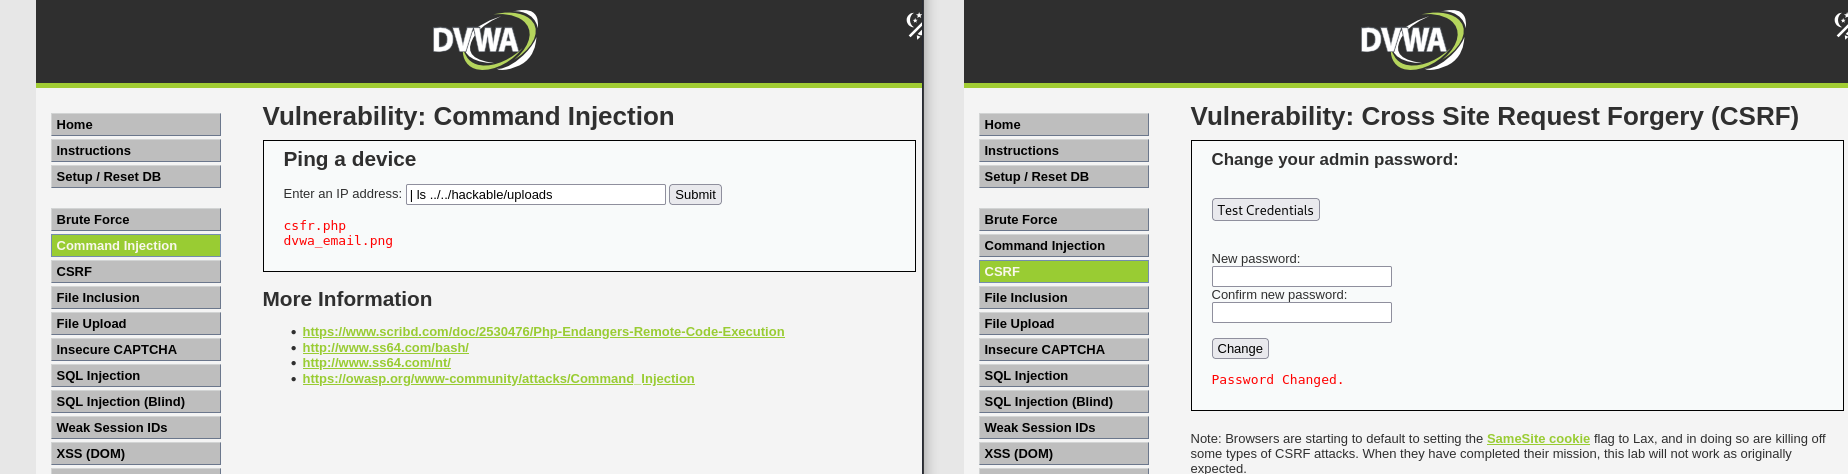 DVWA
Home
Instructions
Setup / Reset DB
Brute Force
Command Injection
CSRF
File Inclusion
File Upload
Insecure CAPTCHA
SQL Injection
SQL Injection (Blind)
Weak Session IDs
XSS (DOM)
Vulnerability: Command Injection
Ping a device
Enter an IP address: | ls ../../hackable/uploads Submit
csfr.php
dvwa_email.png
More Information
• https://www.scribd.com/doc/2530476/Php-Endangers-Remote-Code-Execution
• http://www.ss64.com/bash/
• http://www.ss64.com/nt/
• https://owasp.org/www-community/attacks/Command_Injection
DVWA
Home
Instructions
Setup / Reset DB
Brute Force
Command Injection
CSRF
File Inclusion
File Upload
Insecure CAPTCHA
SQL Injection
SQL Injection (Blind)
Weak Session IDs
XSS (DOM)
Vulnerability: Cross Site Request Forgery (CSRF)
Change your admin password:
Test Credentials
New password:
Confirm new password:
Change
Password Changed.
Note: Browsers are starting to default to setting the SameSite cookie flag to Lax, and in doing so are killing off
some types of CSRF attacks. When they have completed their mission, this lab will not work as originally
expected.